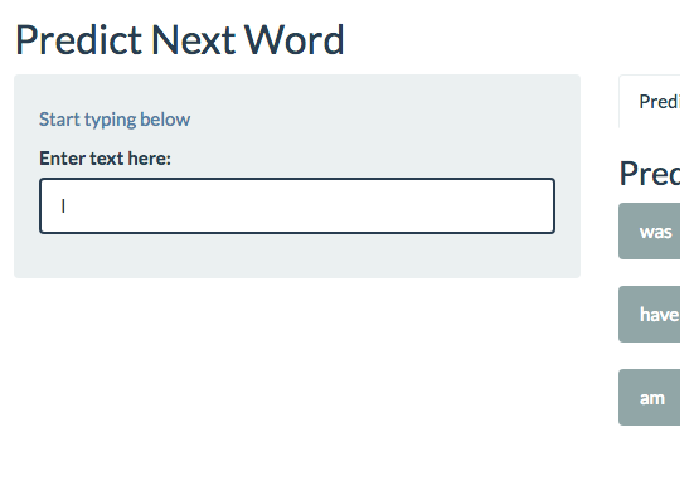 Predict Next Word
Start typing below
Enter text here:
I
Predi
Pred
was
have
am